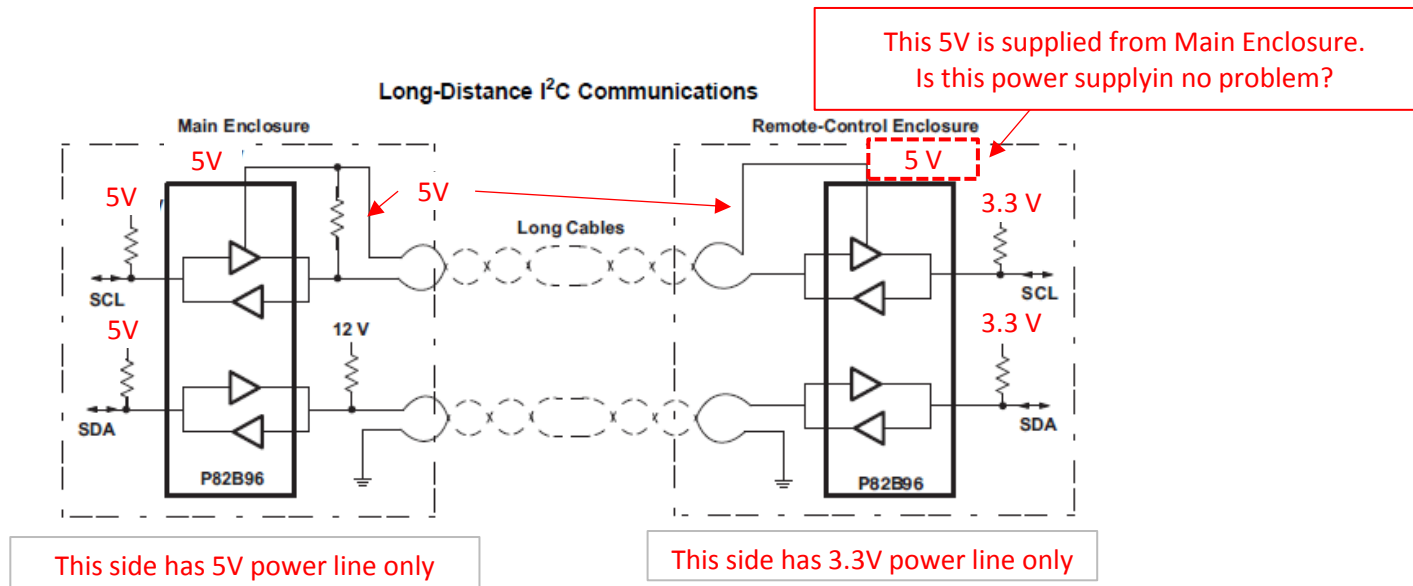 This 5V is supplied from Main Enclosure.
Is this power supplyin no problem?
Long-Distance I²C Communications
Main Enclosure
Remote-Control Enclosure
5V
5 V
5V
5V
3.3 V
Long Cables
SCL
SCL
5V
12 V
3.3 V
SDA
SDA
P82B96
P82B96
This side has 5V power line only
This side has 3.3V power line only